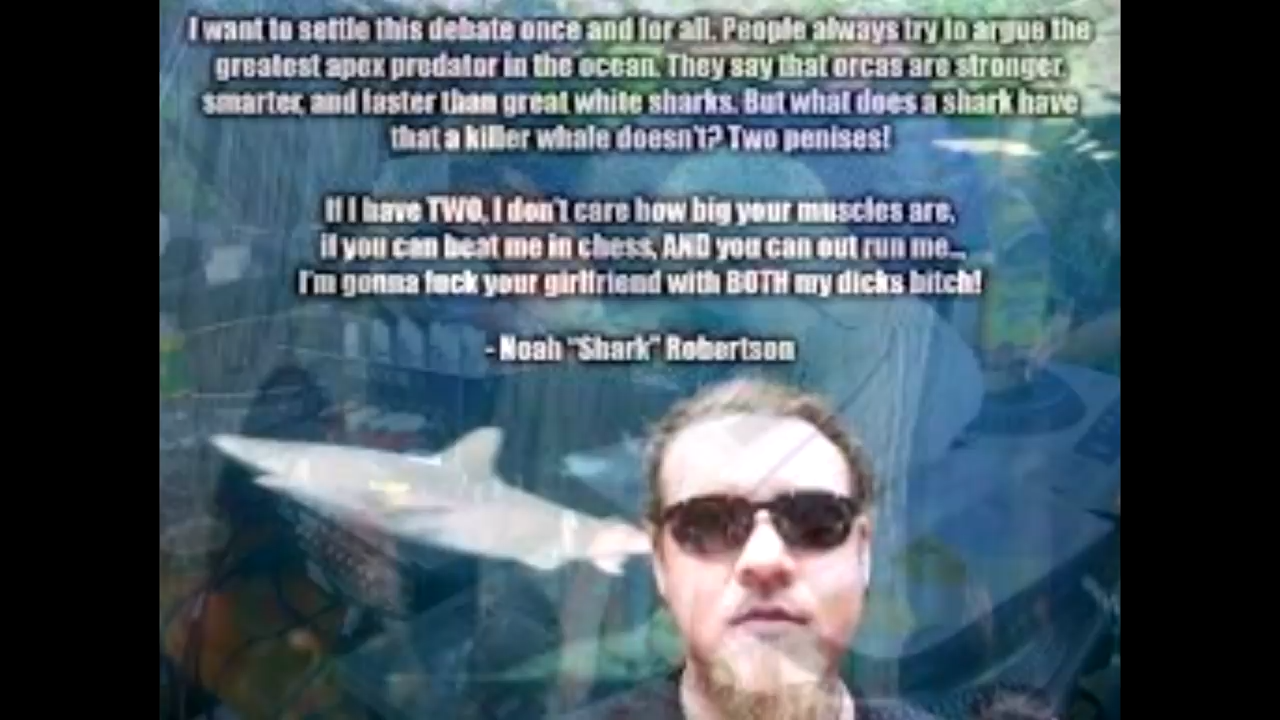 I want to settle this debate once and for all. People always try to argue the
greatest apex predator in the ocean. They say that orcas are stronger,
smarter, and faster than great white sharks. But what does a shark have
that a killer whale doesn't? Two penises!
If I have TWO, I don't care how big your muscles are,
if you can beat me in chess, AND you can out run me...
I'm gonna fuck your girlfriend with BOTH my dicks bitch!
- Noah "Shark" Robertson